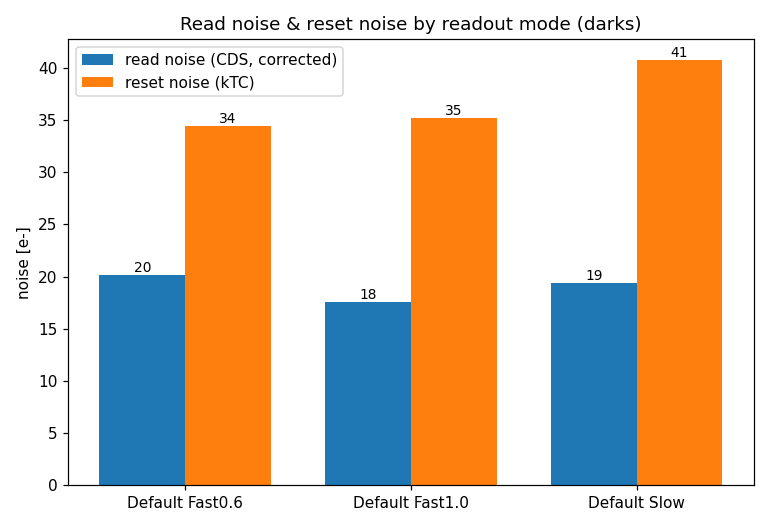 Read noise & reset noise by readout mode (darks)
read noise (CDS, corrected)
reset noise (kTC)
noise [e-]
40
35
30
25
20
15
10
5
0
20
34
18
35
19
41
Default Fast0.6
Default Fast1.0
Default Slow